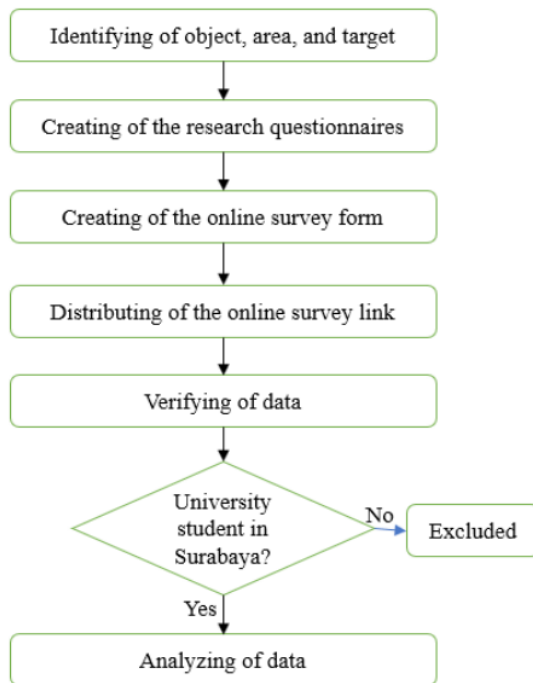 Identifying of object, area, and target
Creating of the research questionnaires
Creating of the online survey form
Distributing of the online survey link
Verifying of data
University
student in
Surabaya?
No
Excluded
Yes
Analyzing of data